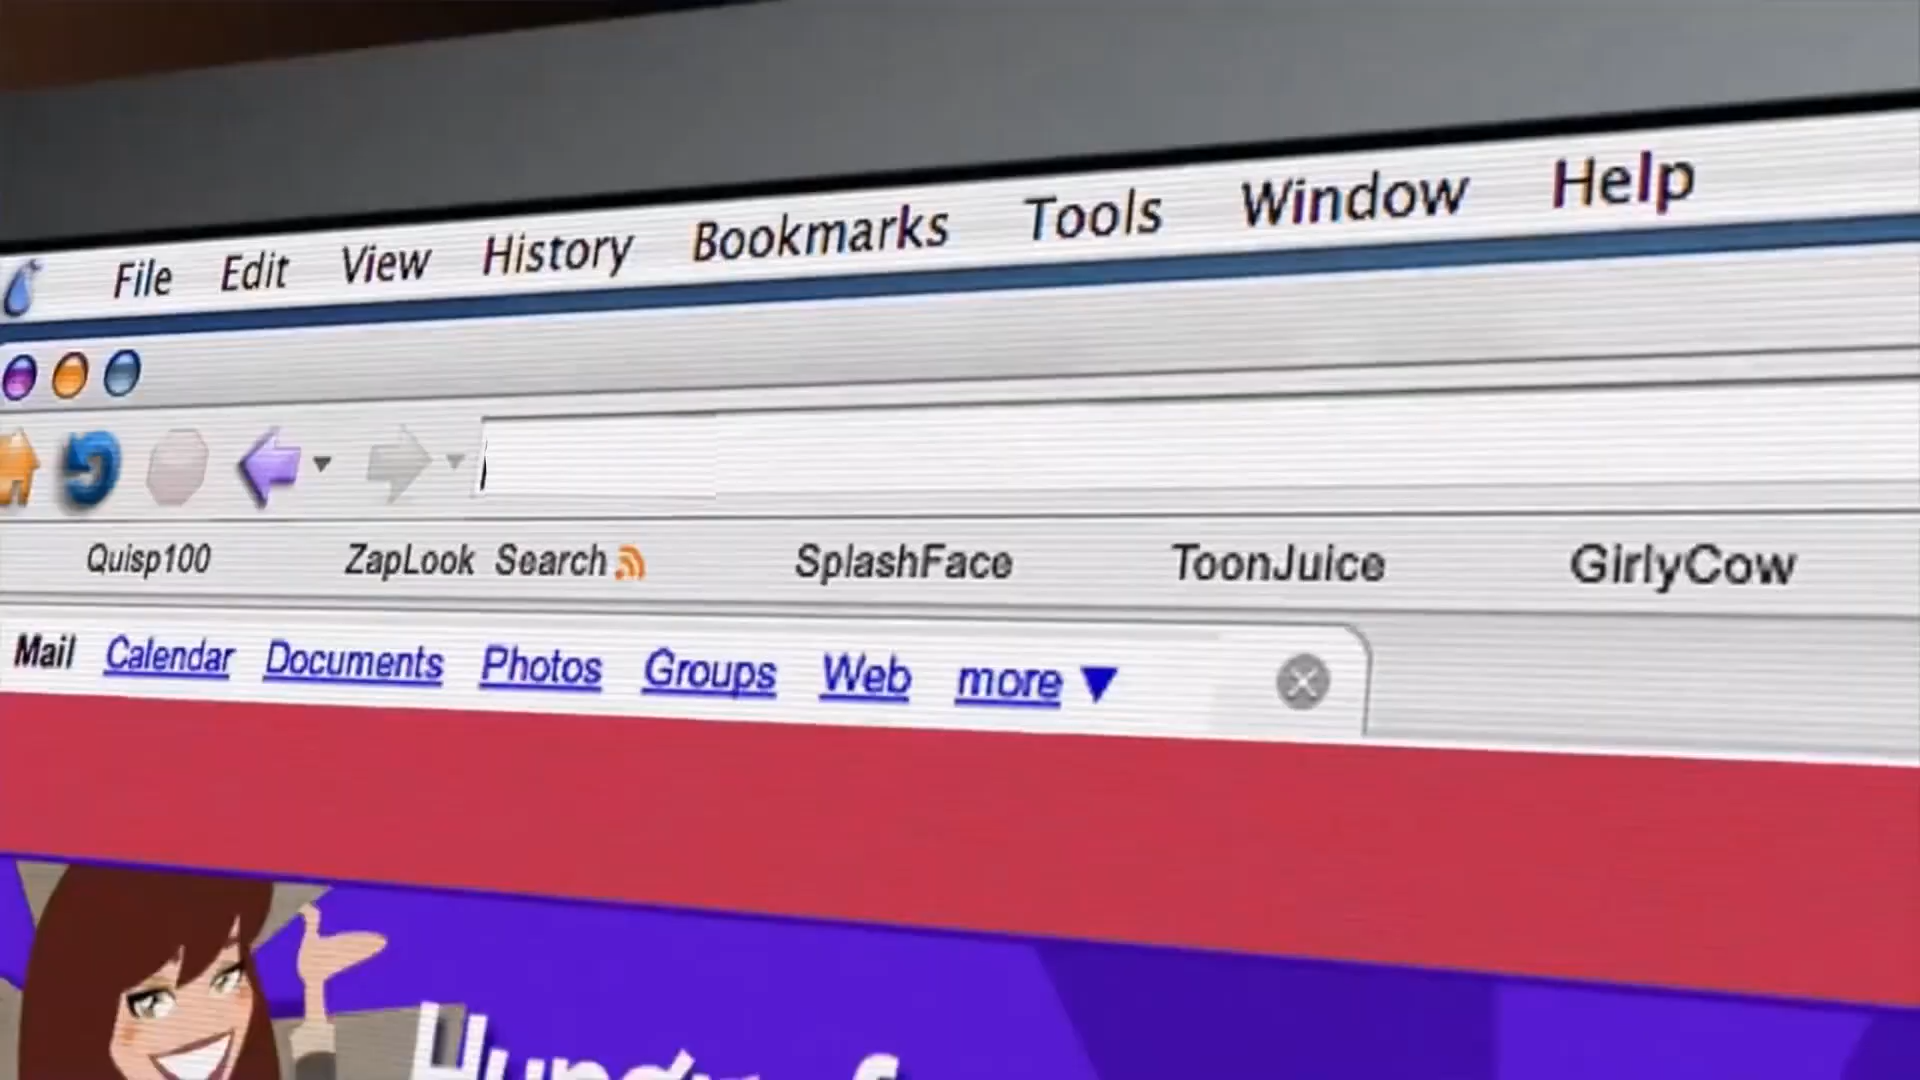 File Edit View History Bookmarks Tools Window Help
Quisp100 ZapLook Search SplashFace ToonJuice GirlyCow
Mail Calendar Documents Photos Groups Web more